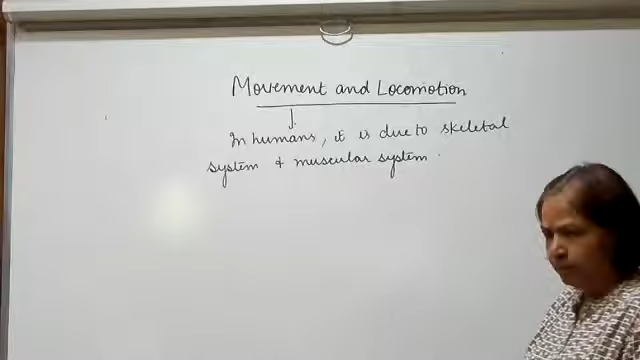 Movement and Locomotion
In humans, it is due to skeletal
system & muscular system.